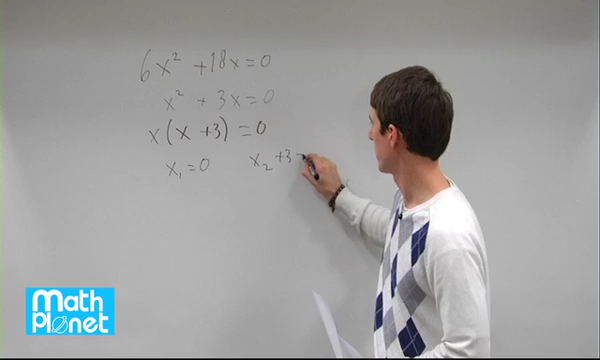 6x² + 18x = 0
x² + 3x = 0
x(x + 3) = 0
x₁ = 0 x₂ + 3 =
Math
Planet